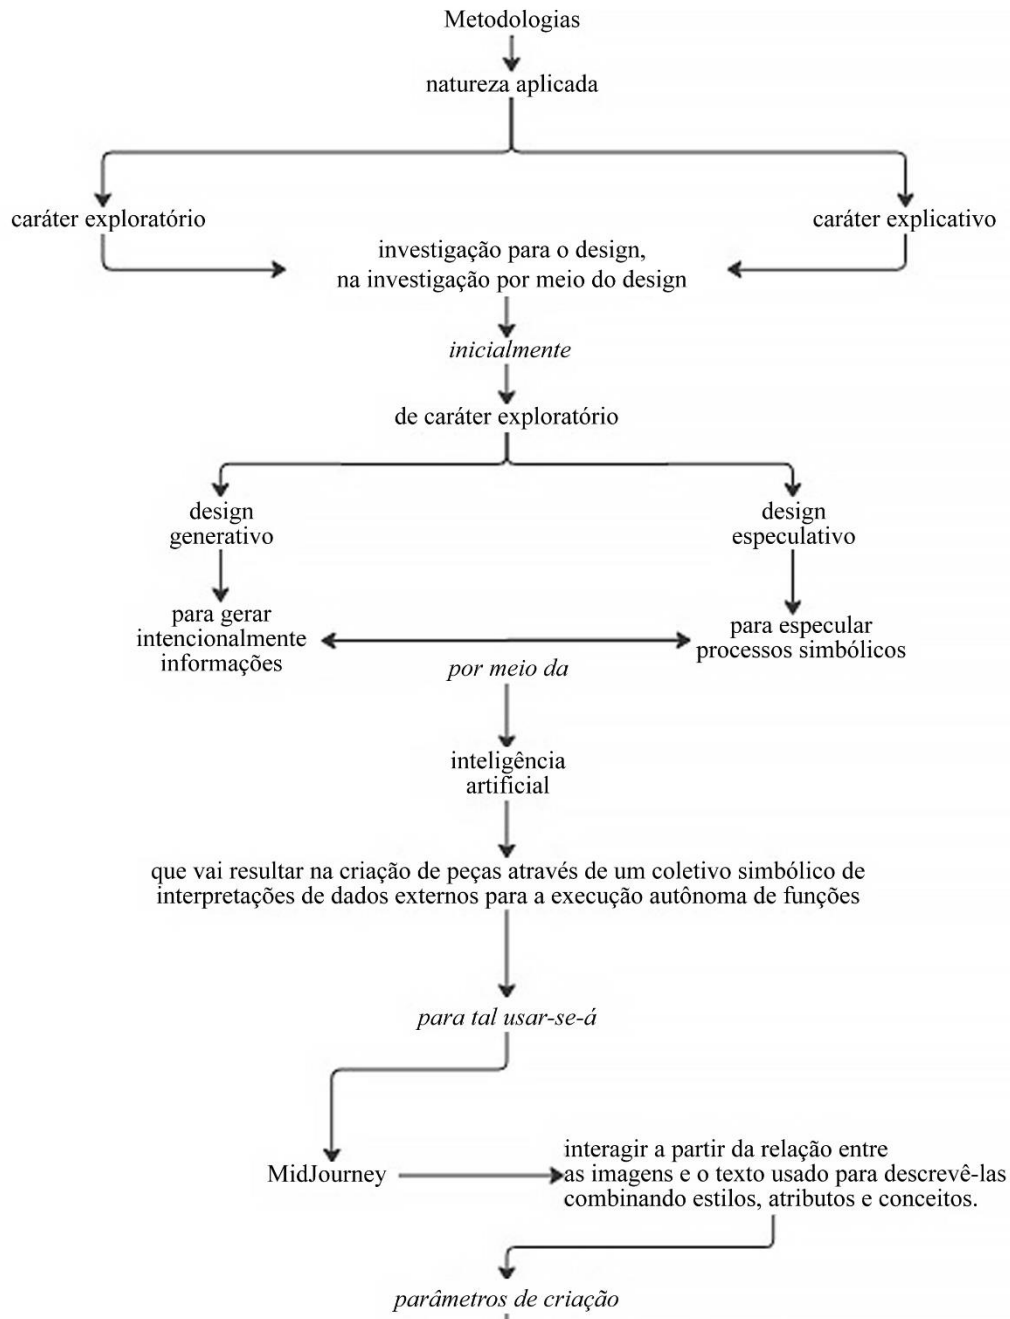 Metodologias
natureza aplicada
caráter exploratório
caráter explicativo
investigação para o design,
na investigação por meio do design
inicialmente
de caráter exploratório
design
generativo
design
especulativo
para gerar
intencionalmente
informações
para especular
processos simbólicos
por meio da
inteligência
artificial
que vai resultar na criação de peças através de um coletivo simbólico de
interpretações de dados externos para a execução autônoma de funções
para tal usar-se-á
MidJourney
interagir a partir da relação entre
as imagens e o texto usado para descrevê-las
combinando estilos, atributos e conceitos.
parâmetros de criação